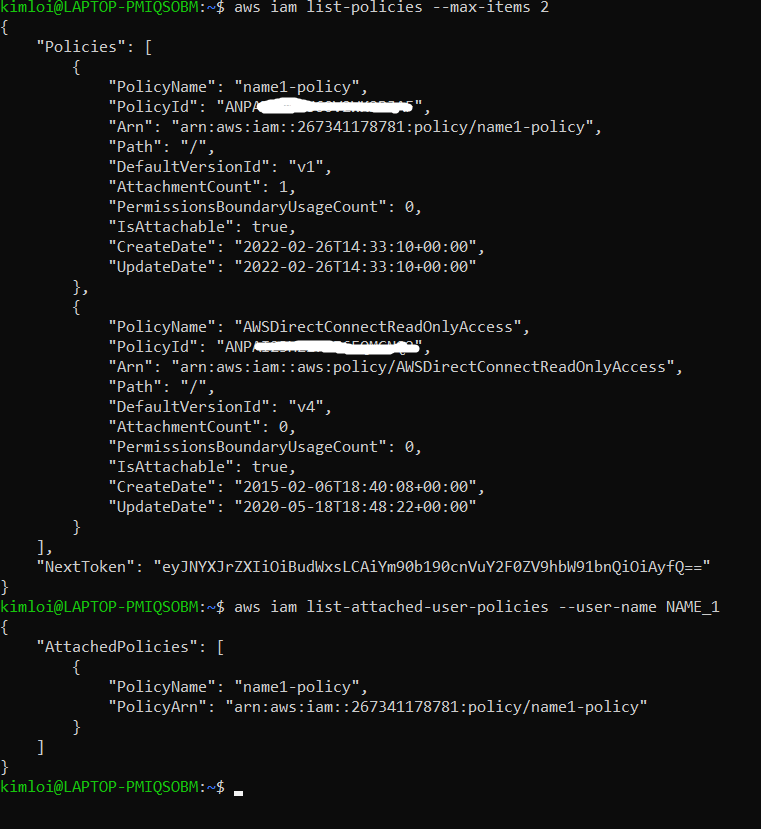 kimloi@LAPTOP-PMIQSOBM:~$ aws iam list-policies --max-items 2
{
    "Policies": [
        {
            "PolicyName": "name1-policy",
            "PolicyId": "ANPA",
            "Arn": "arn:aws:iam::267341178781:policy/name1-policy",
            "Path": "/",
            "DefaultVersionId": "v1",
            "AttachmentCount": 1,
            "PermissionsBoundaryUsageCount": 0,
            "IsAttachable": true,
            "CreateDate": "2022-02-26T14:33:10+00:00",
            "UpdateDate": "2022-02-26T14:33:10+00:00"
        },
        {
            "PolicyName": "AWSDirectConnectReadOnlyAccess",
            "PolicyId": "ANPA",
            "Arn": "arn:aws:iam::aws:policy/AWSDirectConnectReadOnlyAccess",
            "Path": "/",
            "DefaultVersionId": "v4",
            "AttachmentCount": 0,
            "PermissionsBoundaryUsageCount": 0,
            "IsAttachable": true,
            "CreateDate": "2015-02-06T18:40:08+00:00",
            "UpdateDate": "2020-05-18T18:48:22+00:00"
        }
    ],
    "NextToken": "eyJNYXJrZXIiOiBudWxsLCAiYm90b190cnVuY2F0ZV9hbW91bnQiOiAyfQ=="
}
kimloi@LAPTOP-PMIQSOBM:~$ aws iam list-attached-user-policies --user-name NAME_1
{
    "AttachedPolicies": [
        {
            "PolicyName": "name1-policy",
            "PolicyArn": "arn:aws:iam::267341178781:policy/name1-policy"
        }
    ]
}
kimloi@LAPTOP-PMIQSOBM:~$